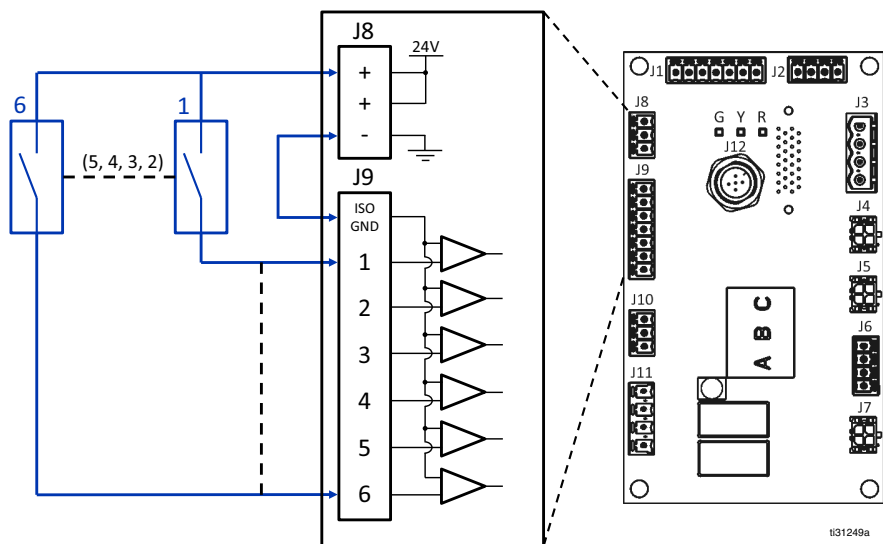 J8
24V
+
+
-
6
1
(5, 4, 3, 2)
J9
ISO
GND
1
2
3
4
5
6
J1
J2
J8
G Y R
J3
J12
J9
J4
J5
J10
A B C
J6
J11
J7
ti31249a